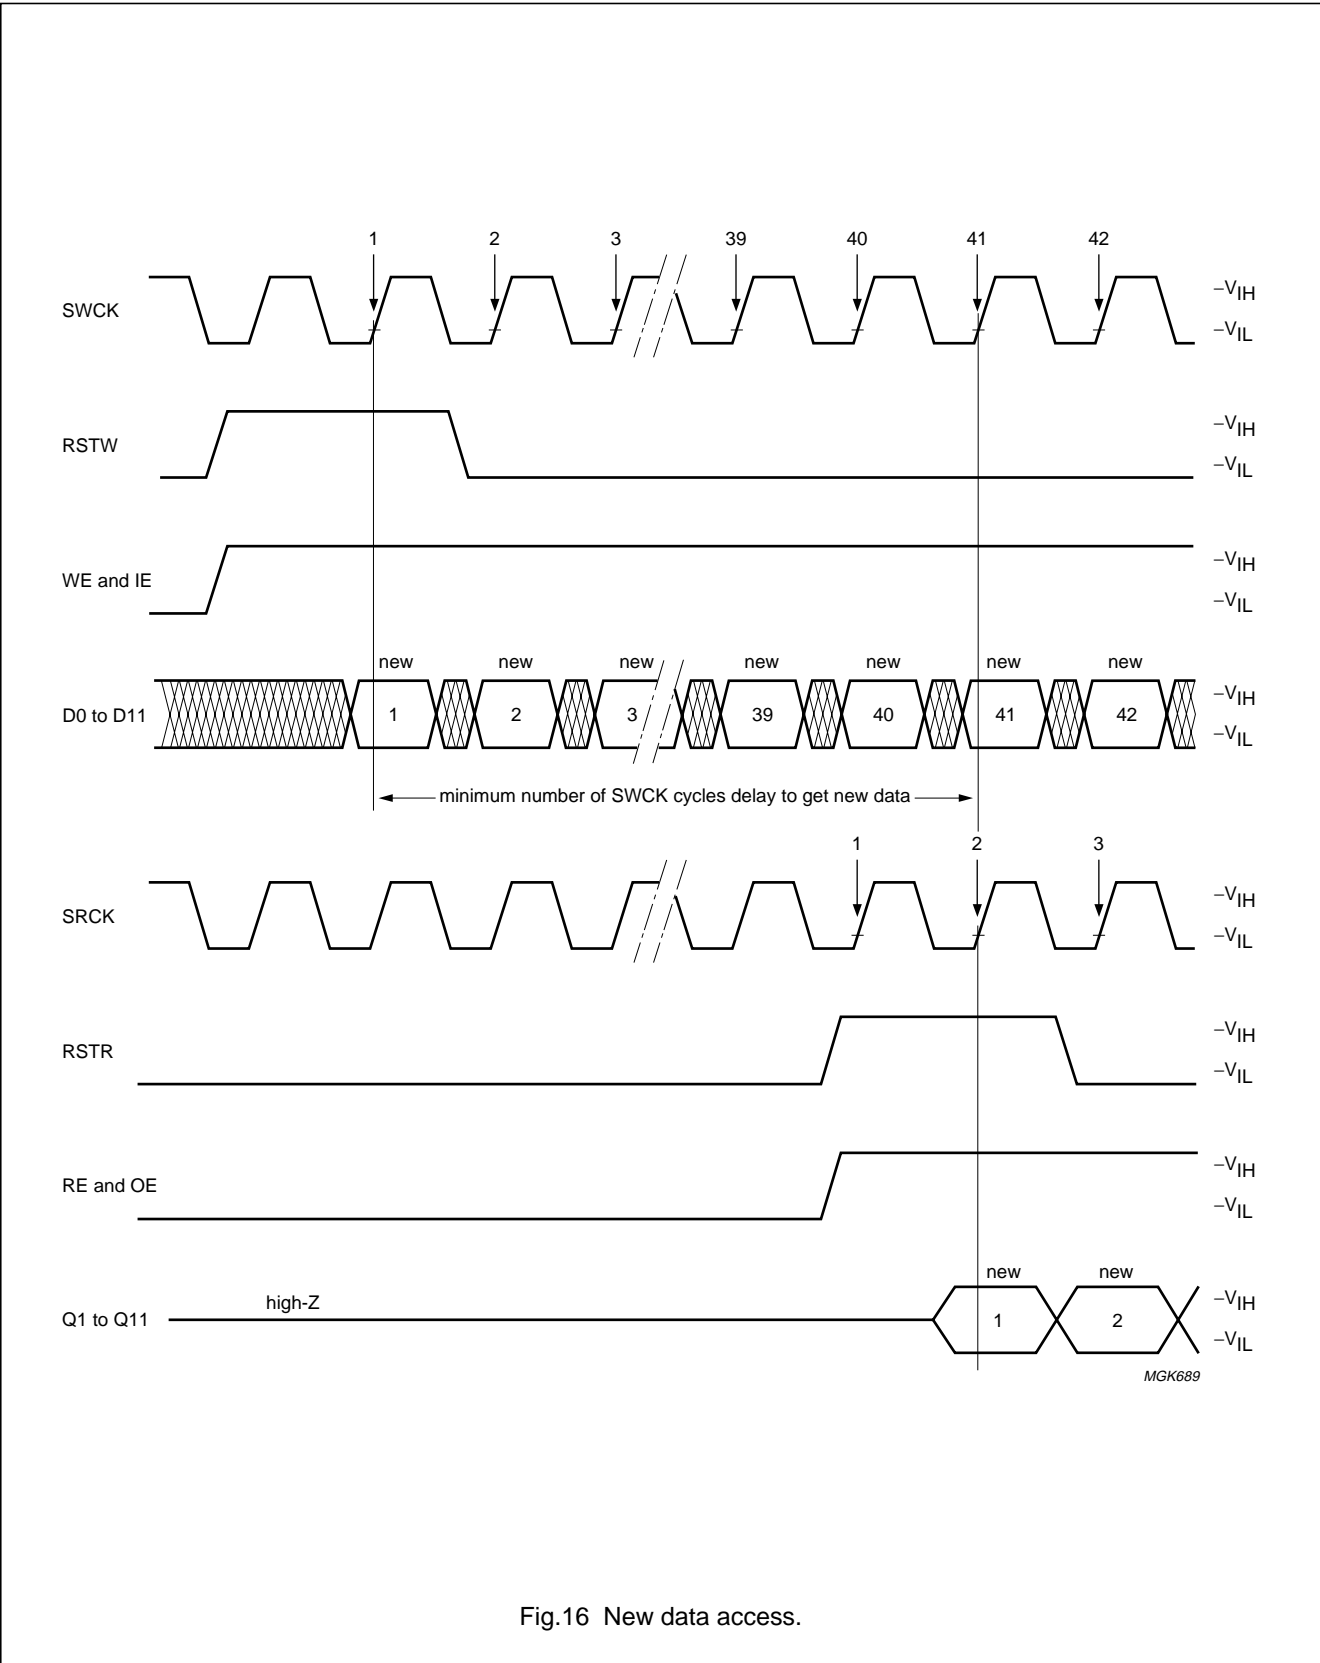 1 2 3 39 40 41 42
SWCK
–VIH
–VIL
RSTW
–VIH
–VIL
WE and IE
–VIH
–VIL
new new new new new new new
D0 to D11
1 2 3 39 40 41 42
–VIH
–VIL
minimum number of SWCK cycles delay to get new data
1 2 3
SRCK
–VIH
–VIL
RSTR
–VIH
–VIL
RE and OE
–VIH
–VIL
new new
high-Z
Q1 to Q11
1 2
–VIH
–VIL
MGK689
Fig.16 New data access.